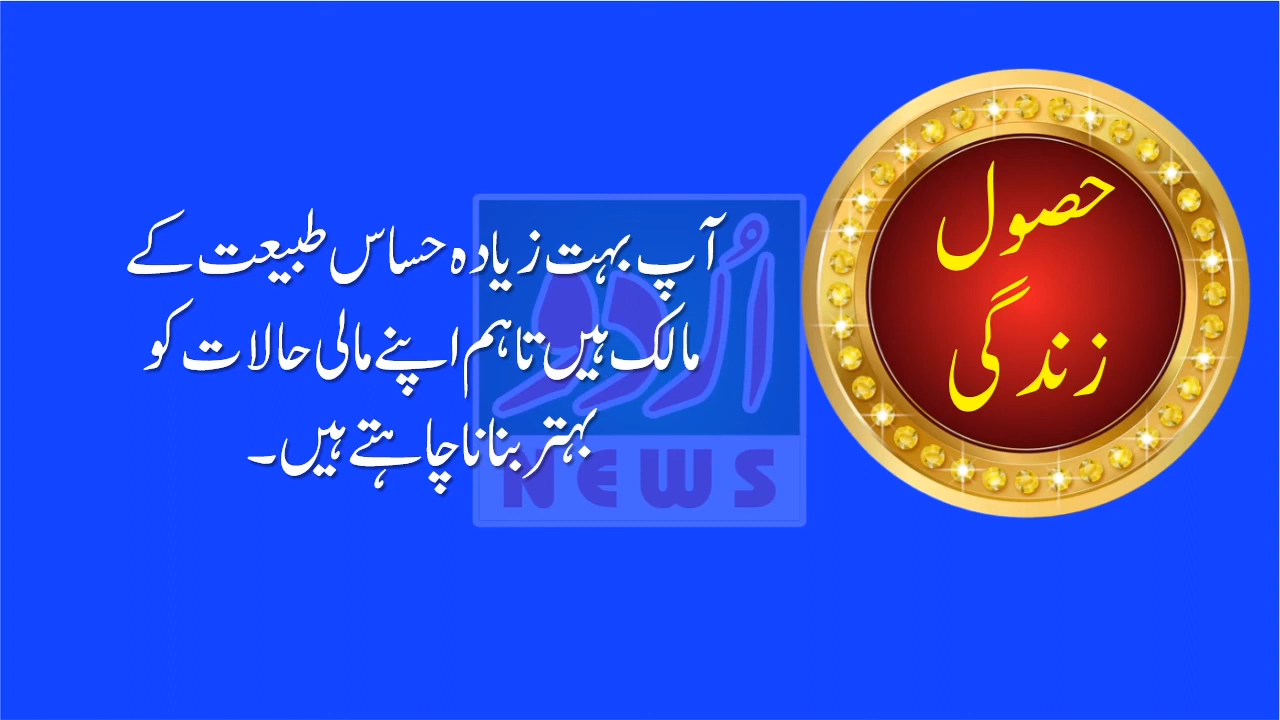 حصول
زندگی
آپ بہت زیادہ حساس طبیعت کے
مالک ہیں تاہم اپنے مالی حالات کو
بہتر بنانا چاہتے ہیں۔
اُردو
NEWS